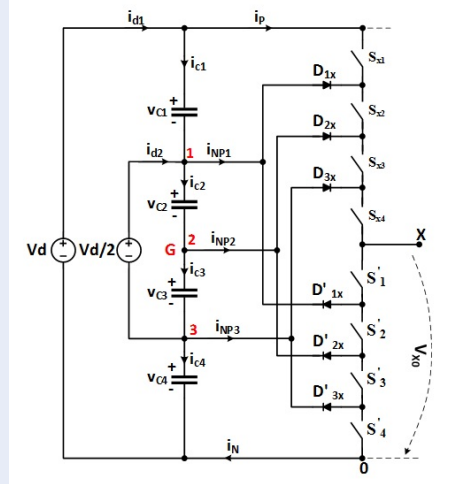 id1 iP
Sx1
ic1
D1x
+
vC1
-
Sx2
D2x
id2 1 iNP1
Sx3
D3x
+ ic2
vC2
-
Sx4
G 2 iNP2
X
Vd + - Vd/2 + -
ic3
+
vC3
-
S'1
D'1x
3 iNP3
S'2
D'2x
Vx0
+ ic4
vC4
-
S'3
D'3x
S'4
iN
0